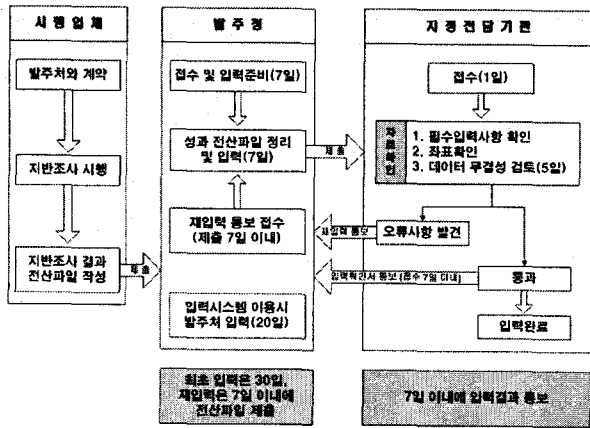 시 행 업 체
발 주 청
지 정 전 담 기 관
발주처와 계약
지반조사 시행
지반조사 결과
전산파일 작성
제 출
접수 및 입력준비(7일)
성과 전산파일 정리
및 입력(7일)
재입력 통보 접수
(제출 7일 이내)
입력시스템 이용시
발주처 입력(20일)
제 출
접수(1일)
자료확인
1. 필수입력사항 확인
2. 좌표확인
3. 데이터 무결성 검토(5일)
재입력 통보
오류사항 발견
입력확인서 통보 (접수 7일 이내)
통과
입력완료
최초 입력은 30일,
재입력은 7일 이내에
전산파일 제출
7일 이내에 입력결과 통보